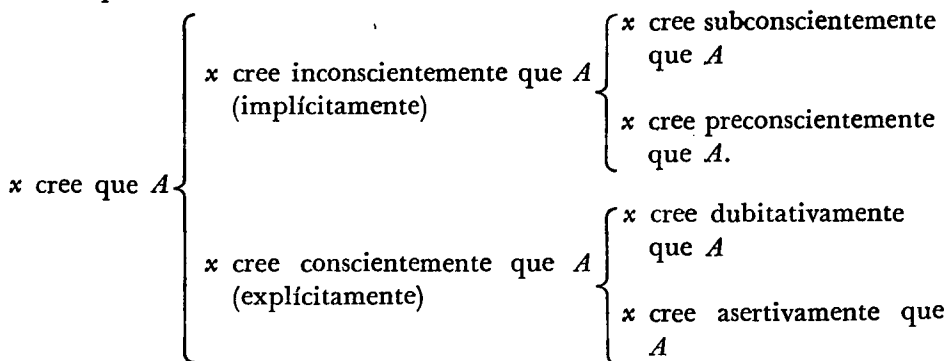 x cree que A
x cree inconscientemente que A
(implícitamente)
x cree subconscientemente
que A
x cree preconscientemente
que A.
x cree conscientemente que A
(explícitamente)
x cree dubitativamente
que A
x cree asertivamente que
A